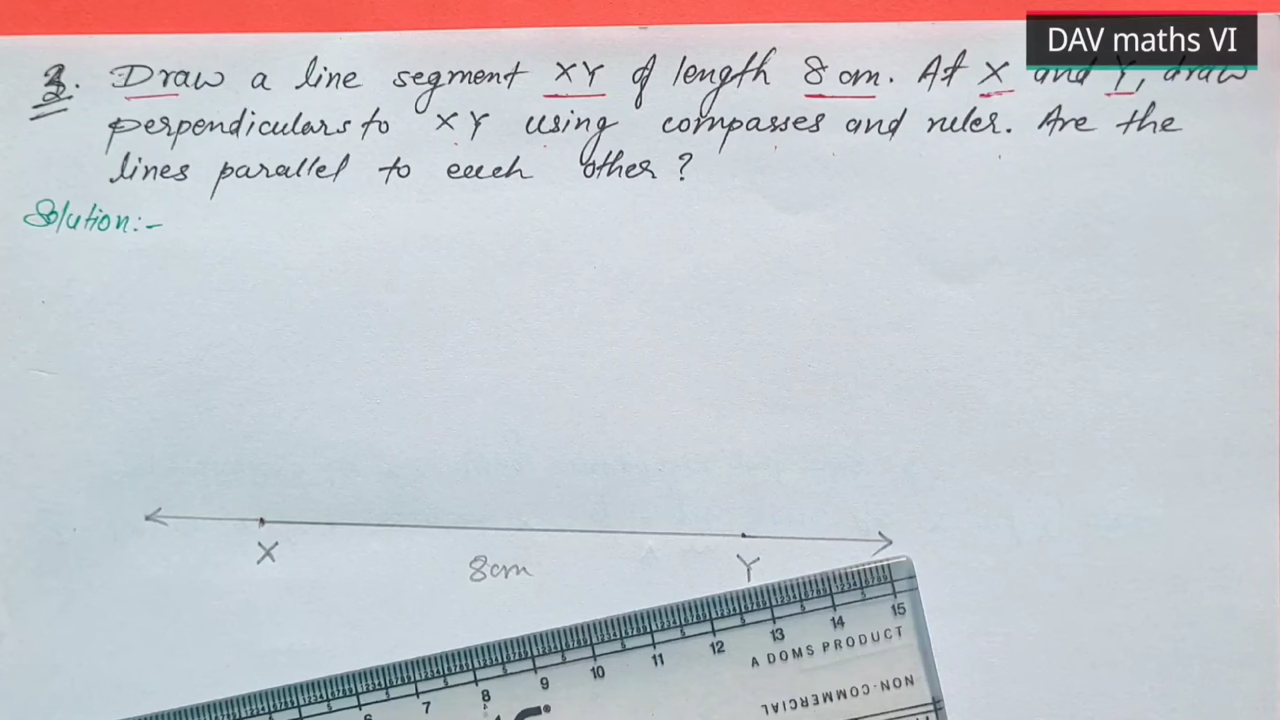 DAV maths VI
3. Draw a line segment XY of length 8 cm. At X and Y, draw
perpendiculars to XY using compasses and ruler. Are the
lines parallel to each other?
Solution:-
X
8cm
Y
15
14
13
12
11
10
9
8
7
6
A DOMS PRODUCT
NON-COMMERCIAL